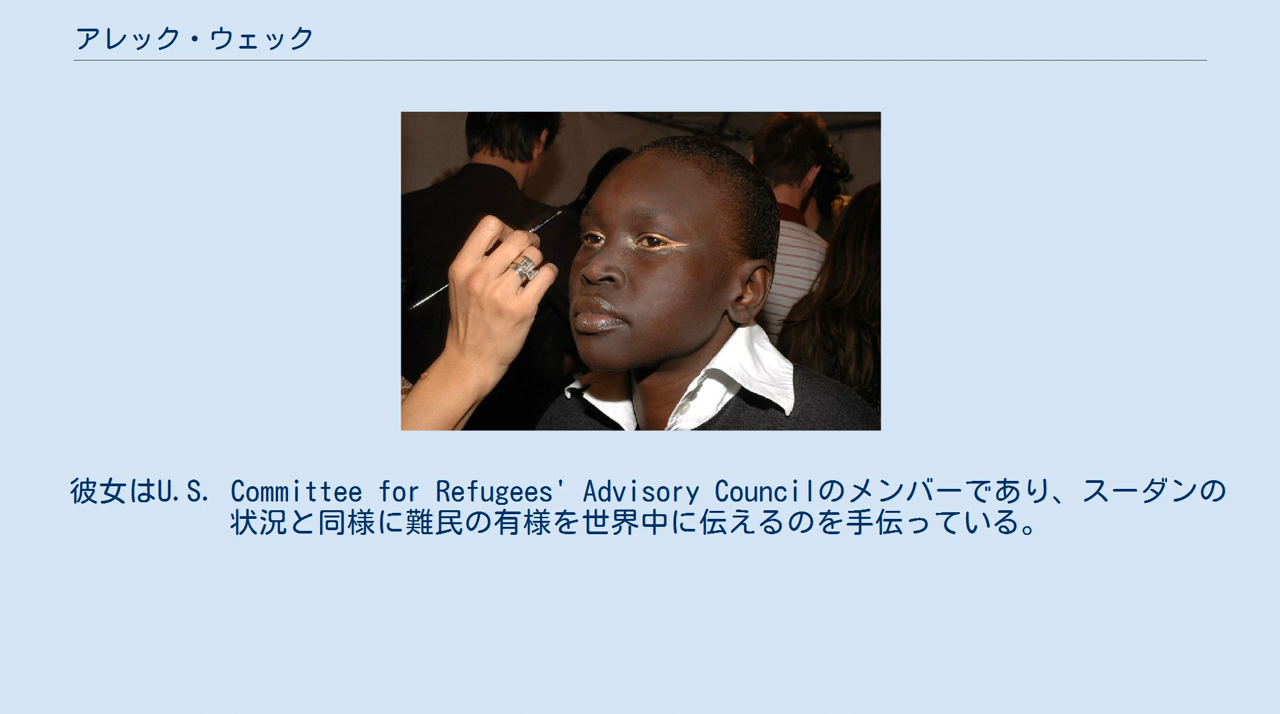 アレック・ウェック
彼女はU.S. Committee for Refugees' Advisory Councilのメンバーであり、スーダンの
状況と同様に難民の有様を世界中に伝えるのを手伝っている。